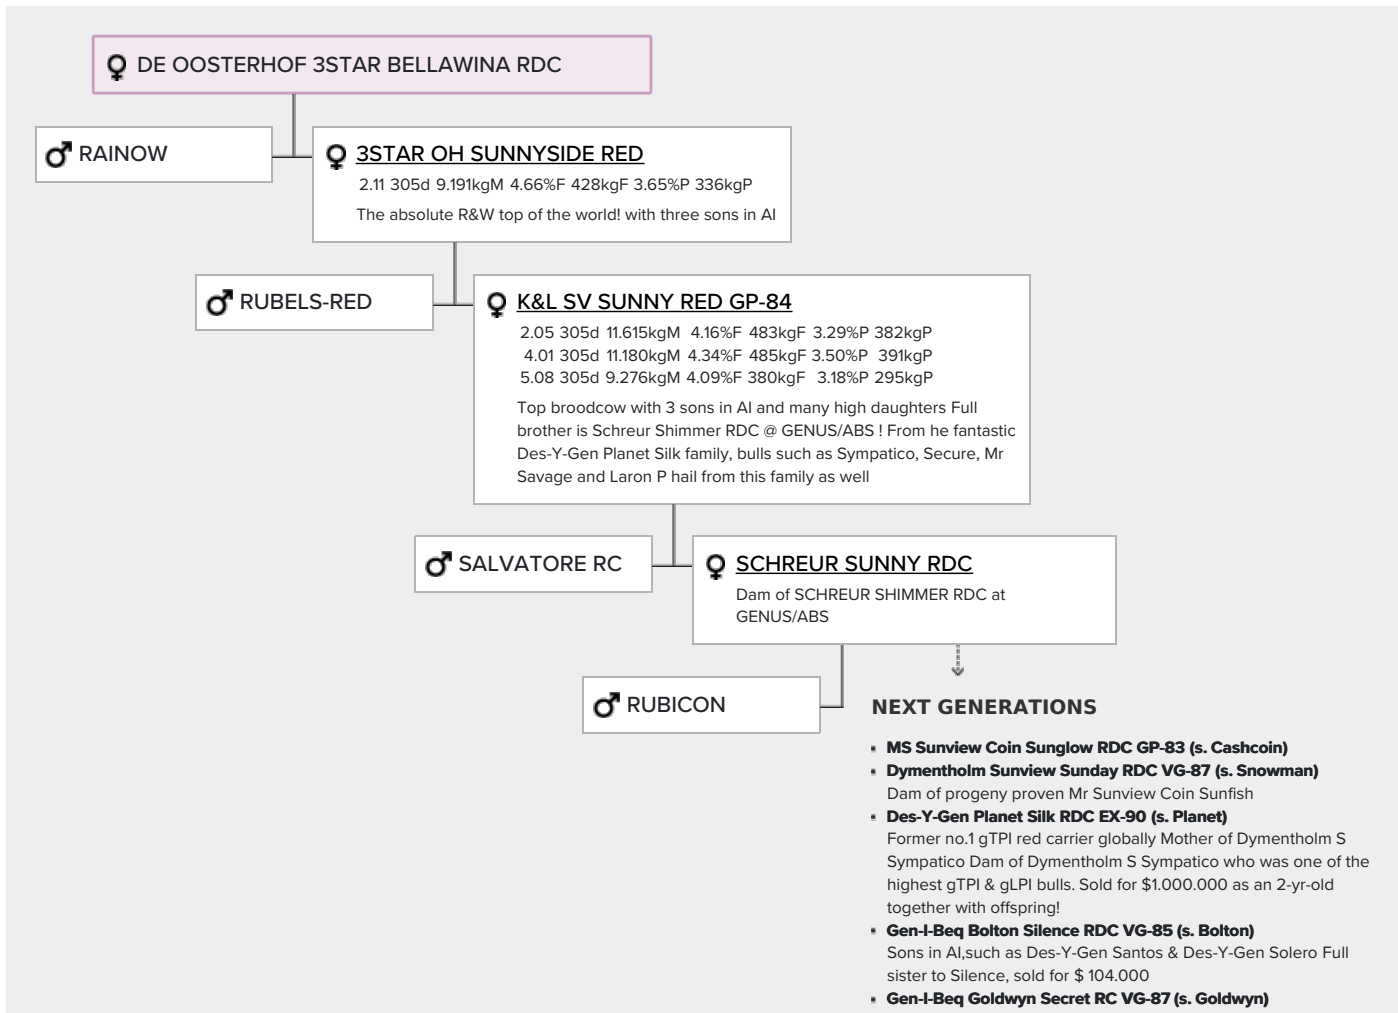 DE OOSTERHOF 3STAR BELLAWINA RDC
RAINOW
3STAR OH SUNNYSIDE RED
2.11 305d 9.191kgM 4.66%F 428kgF 3.65%P 336kgP
The absolute R&W top of the world! with three sons in AI
RUBELS-RED
K&L SV SUNNY RED GP-84
2.05 305d 11.615kgM 4.16%F 483kgF 3.29%P 382kgP
4.01 305d 11.180kgM 4.34%F 485kgF 3.50%P 391kgP
5.08 305d 9.276kgM 4.09%F 380kgF 3.18%P 295kgP
Top broodcow with 3 sons in AI and many high daughters Full
brother is Schreur Shimmer RDC @ GENUS/ABS ! From he fantastic
Des-Y-Gen Planet Silk family, bulls such as Sympatico, Secure, Mr
Savage and Laron P hail from this family as well
SALVATORE RC
SCHREUR SUNNY RDC
Dam of SCHREUR SHIMMER RDC at
GENUS/ABS
RUBICON
NEXT GENERATIONS
MS Sunview Coin Sunglow RDC GP-83 (s. Cashcoin)
Dymentholm Sunview Sunday RDC VG-87 (s. Snowman)
Dam of progeny proven Mr Sunview Coin Sunfish
Des-Y-Gen Planet Silk RDC EX-90 (s. Planet)
Former no.1 gTPI red carrier globally Mother of Dymentholm S
Sympatico Dam of Dymentholm S Sympatico who was one of the
highest gTPI & gLPI bulls. Sold for $1.000.000 as an 2-yr-old
together with offspring!
Gen-I-Beq Bolton Silence RDC VG-85 (s. Bolton)
Sons in AI,such as Des-Y-Gen Santos & Des-Y-Gen Solero Full
sister to Silence, sold for $ 104.000
Gen-I-Beq Goldwyn Secret RC VG-87 (s. Goldwyn)